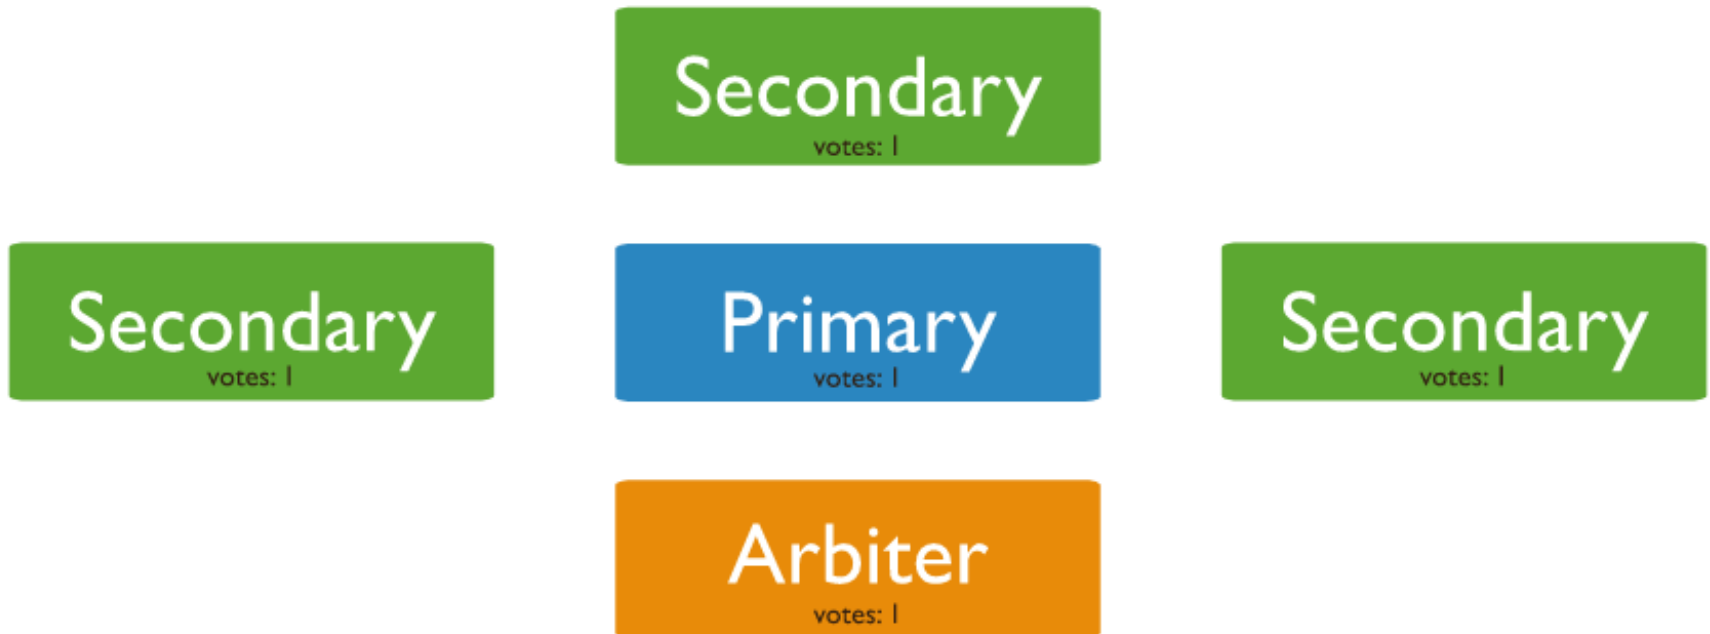 Secondary
votes: 1
Secondary
votes: 1
Primary
votes: 1
Secondary
votes: 1
Arbiter
votes: 1